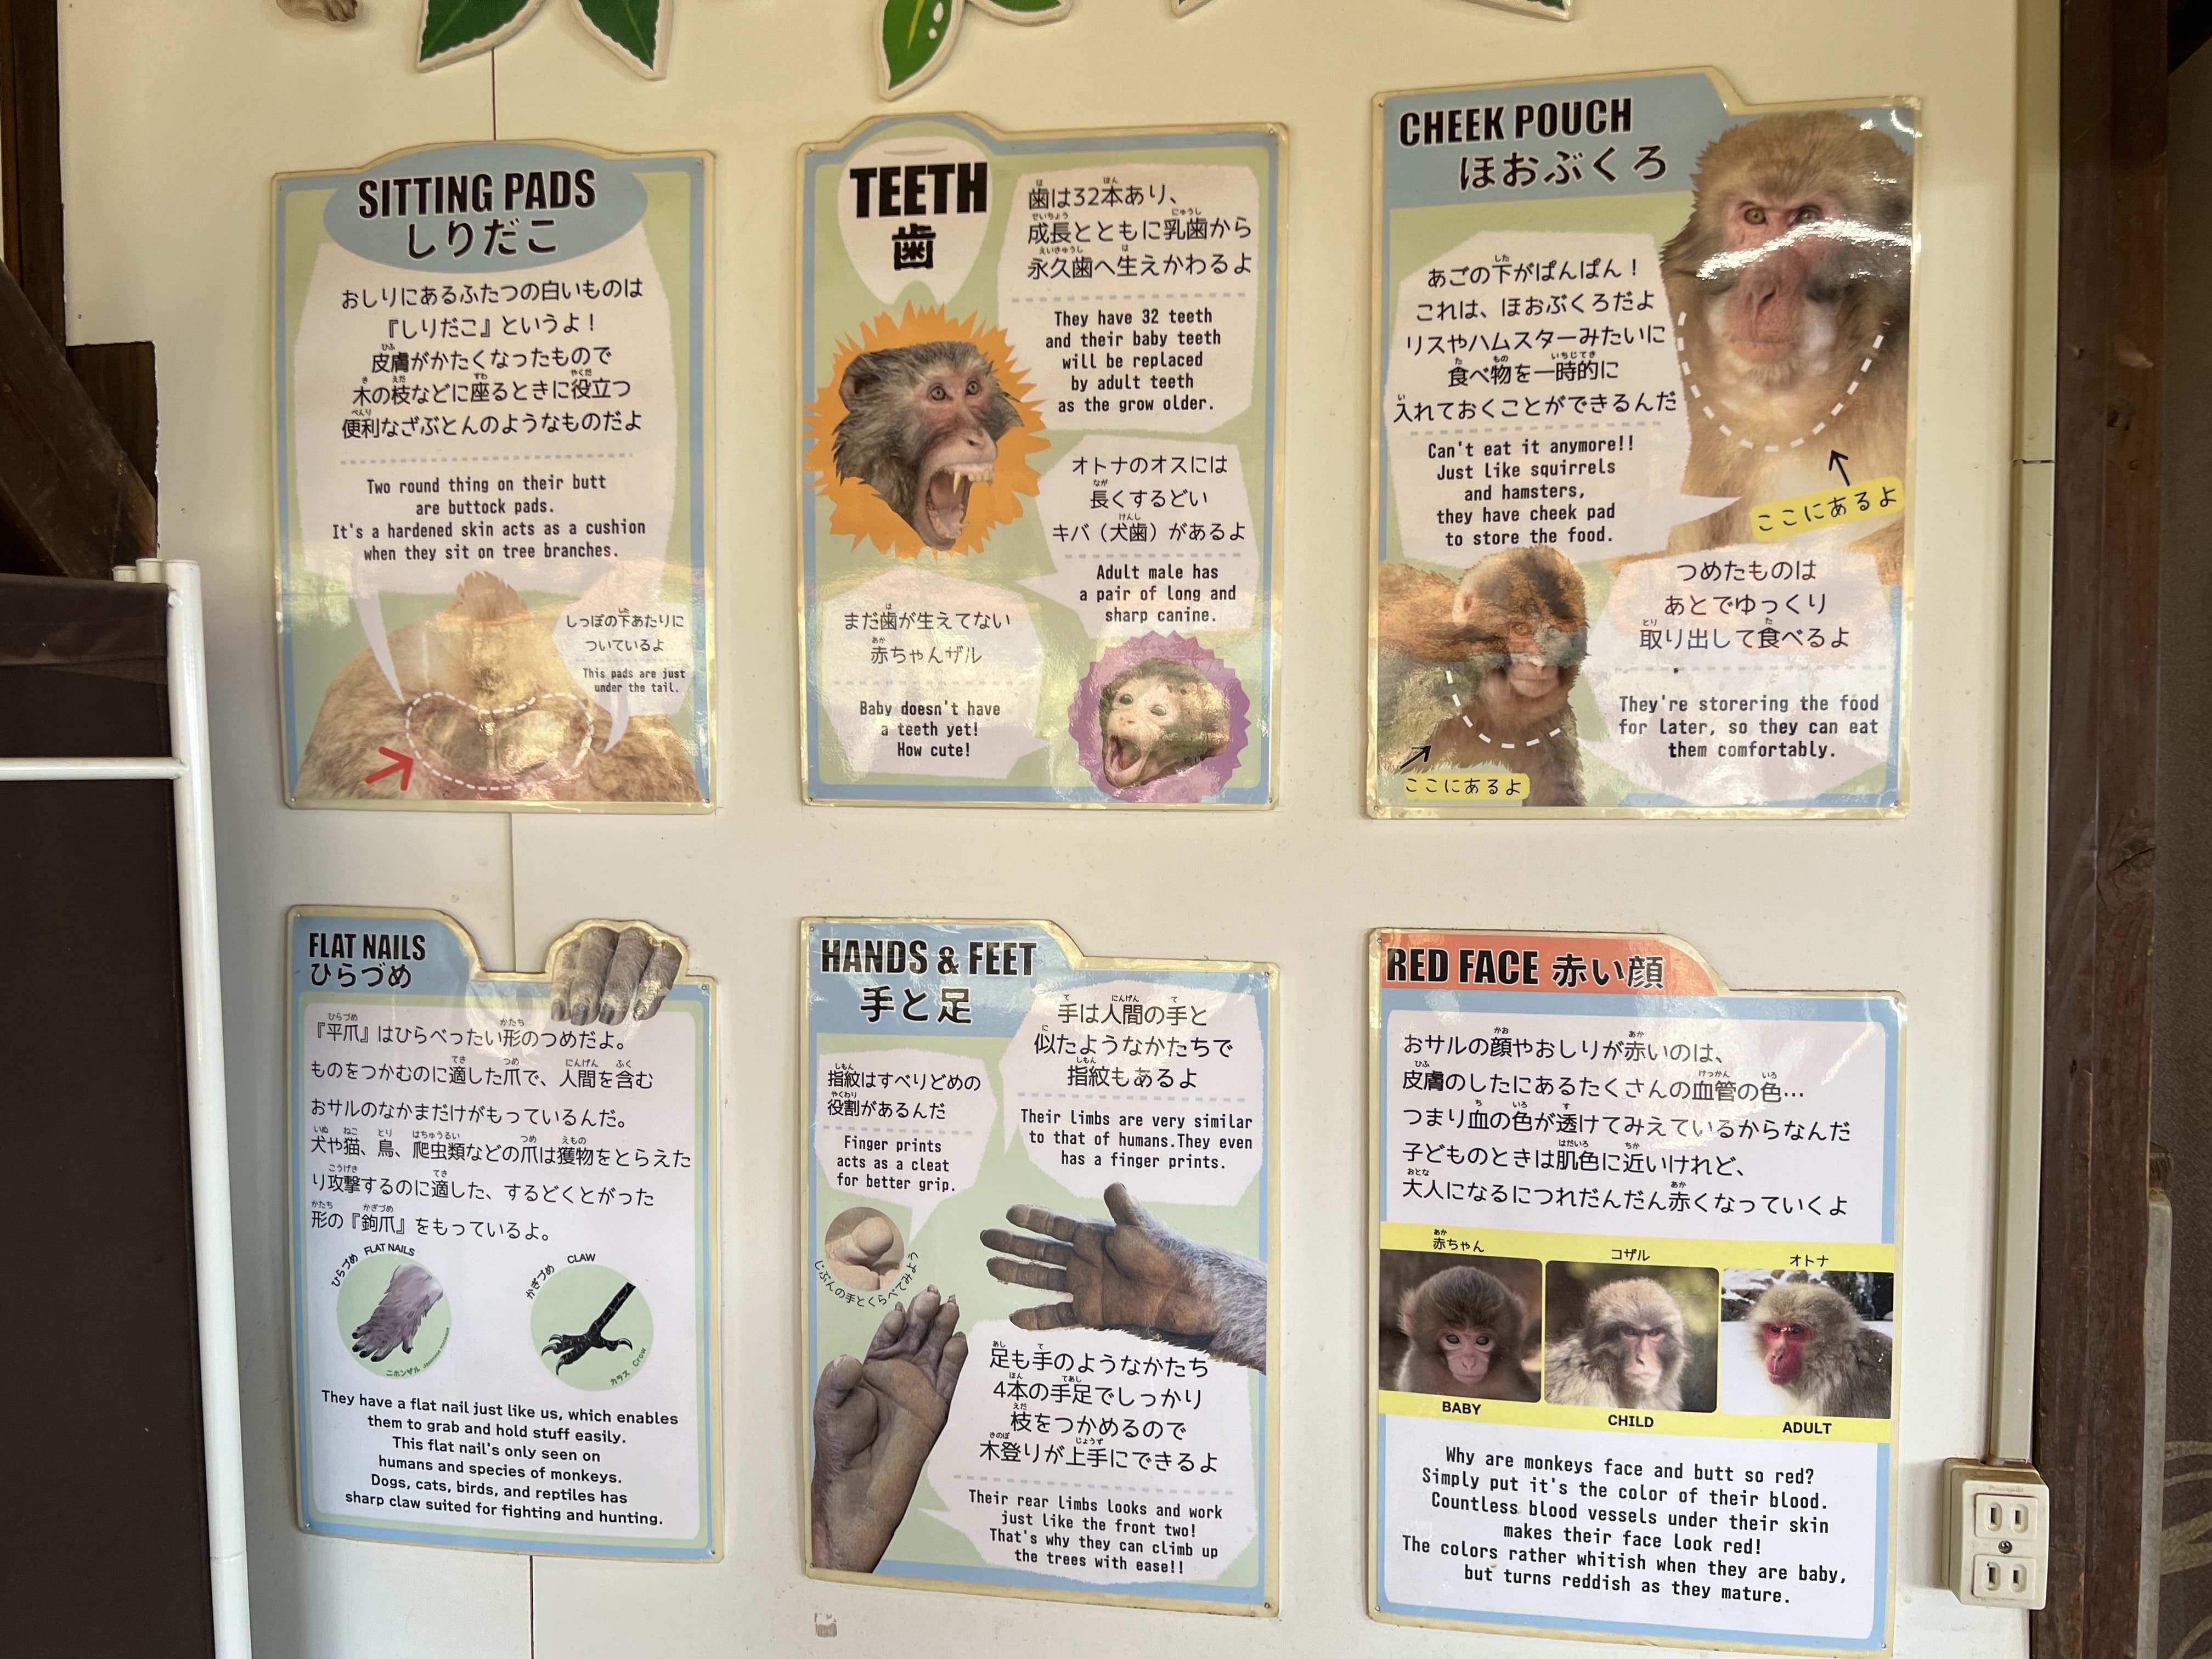 SITTING PADS
しりだこ
おしりにあるふたつの白いものは
『しりだこ』というよ！
皮膚がかたくなったもので
木の枝などに座るときに役立つ
便利なざぶとんのようなものだよ
Two round thing on their butt
are buttock pads.
It's a hardened skin acts as a cushion
when they sit on tree branches.
しっぽの下あたりに
ついているよ
This pads are just
under the tail.
TEETH
歯
歯は32本あり、
成長とともに乳歯から
永久歯へ生えかわるよ
They have 32 teeth
and their baby teeth
will be replaced
by adult teeth
as the grow older.
オトナのオスには
長くするどい
キバ（犬歯）があるよ
Adult male has
a pair of long and
sharp canine.
まだ歯が生えてない
赤ちゃんザル
Baby doesn't have
a teeth yet!
How cute!
CHEEK POUCH
ほおぶくろ
あごの下がぱんぱん！
これは、ほおぶくろだよ
リスやハムスターみたいに
食べ物を一時的に
入れておくことができるんだ
Can't eat it anymore!!
Just like squirrels
and hamsters,
they have cheek pad
to store the food.
ここにあるよ
つめたものは
あとでゆっくり
取り出して食べるよ
They're storering the food
for later, so they can eat
them comfortably.
ここにあるよ
FLAT NAILS
ひらづめ
『平爪』はひらべったい形のつめだよ。
ものをつかむのに適した爪で、人間を含む
おサルのなかまだけがもっているんだ。
犬や猫、鳥、爬虫類などの爪は獲物をとらえた
り攻撃するのに適した、するどくとがった
形の『鉤爪』をもっているよ。
ひらづめ FLAT NAILS
ニホンザル Japanese macaque
かぎづめ CLAW
カラス Crow
They have a flat nail just like us, which enables
them to grab and hold stuff easily.
This flat nail's only seen on
humans and species of monkeys.
Dogs, cats, birds, and reptiles has
sharp claw suited for fighting and hunting.
HANDS & FEET
手と足
手は人間の手と
似たようなかたちで
指紋もあるよ
Their limbs are very similar
to that of humans.They even
has a finger prints.
指紋はすべりどめの
役割があるんだ
Finger prints
acts as a cleat
for better grip.
じぶんの手とくらべてみよう
足も手のようなかたち
4本の手足でしっかり
枝をつかめるので
木登りが上手にできるよ
Their rear limbs looks and work
just like the front two!
That's why they can climb up
the trees with ease!!
RED FACE 赤い顔
おサルの顔やおしりが赤いのは、
皮膚のしたにあるたくさんの血管の色…
つまり血の色が透けてみえているからなんだ
子どものときは肌色に近いけれど、
大人になるにつれだんだん赤くなっていくよ
赤ちゃん
コザル
オトナ
BABY
CHILD
ADULT
Why are monkeys face and butt so red?
Simply put it's the color of their blood.
Countless blood vessels under their skin
makes their face look red!
The colors rather whitish when they are baby,
but turns reddish as they mature.